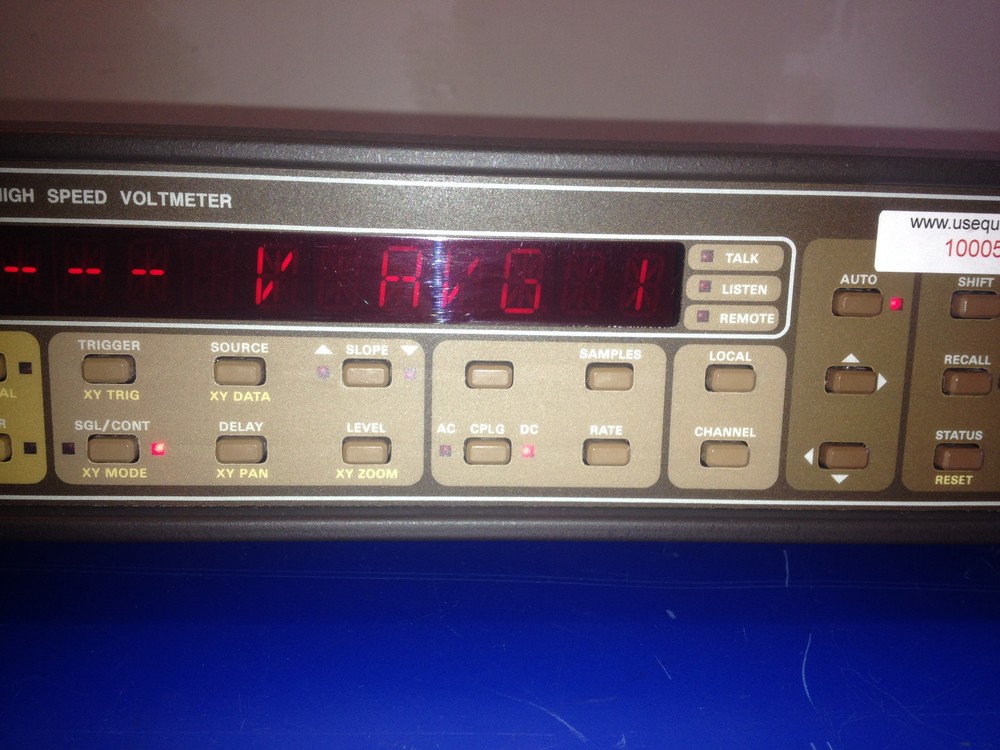 HIGH SPEED VOLTMETER
www.usequ
10005
-- -- -- V AVG 1
TALK
LISTEN
REMOTE
AUTO
SHIFT
TRIGGER
SOURCE
SLOPE
SAMPLES
LOCAL
RECALL
AL
XY TRIG
XY DATA
SGL/CONT
DELAY
LEVEL
AC CPLG DC
RATE
CHANNEL
STATUS
R
XY MODE
XY PAN
XY ZOOM
RESET